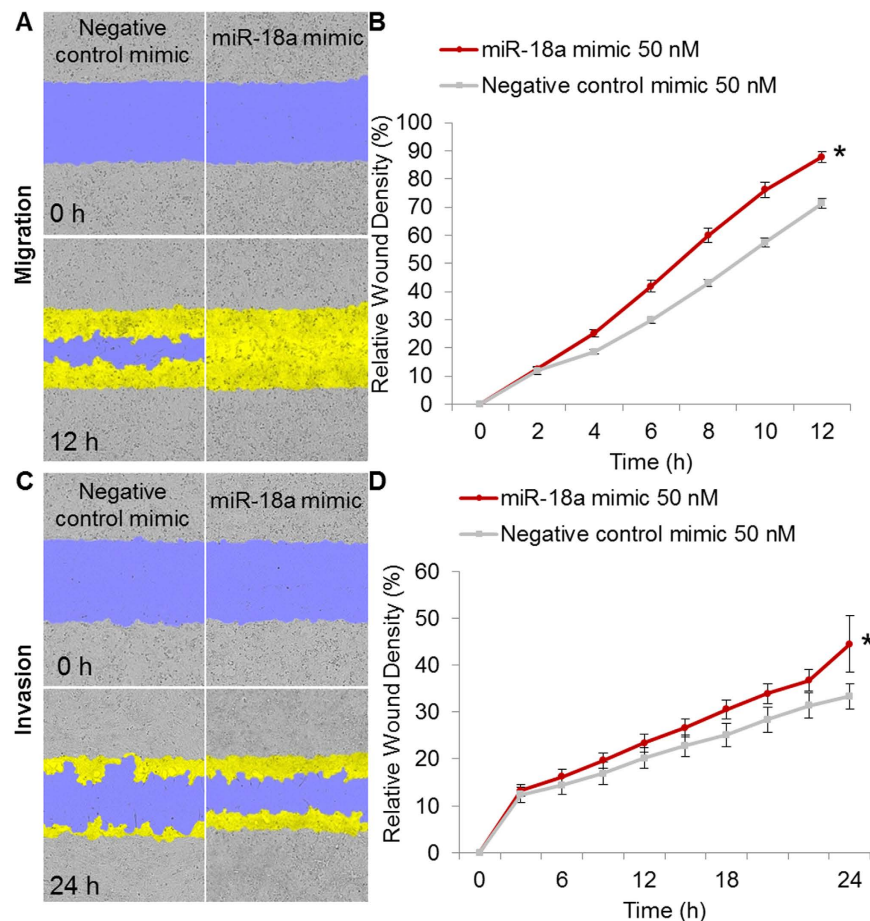 A
Negative
control mimic
miR-18a mimic
0 h
12 h
Migration
B
miR-18a mimic 50 nM
Negative control mimic 50 nM
Relative Wound Density (%)
100
90
80
70
60
50
40
30
20
10
0
*
0 2 4 6 8 10 12
Time (h)
C
Negative
control mimic
miR-18a mimic
0 h
24 h
Invasion
D
miR-18a mimic 50 nM
Negative control mimic 50 nM
Relative Wound Density (%)
60
50
40
30
20
10
0
*
0 6 12 18 24
Time (h)